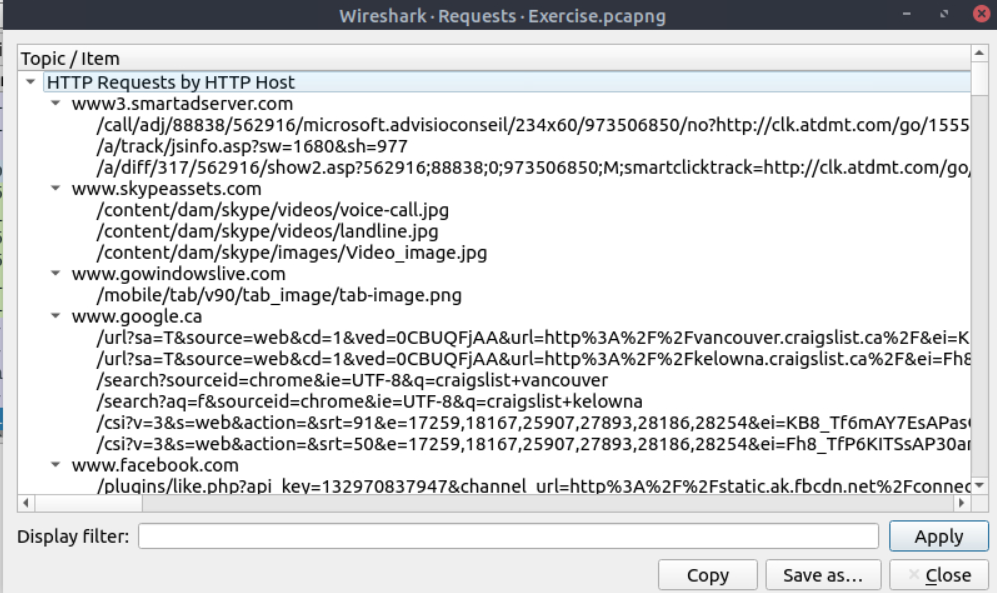 Wireshark · Requests · Exercise.pcapng
Topic / Item
HTTP Requests by HTTP Host
www3.smartadserver.com
/call/adj/88838/562916/microsoft.advisioconseil/234x60/973506850/no?http://clk.atdmt.com/go/1555
/a/track/jsinfo.asp?sw=1680&sh=977
/a/diff/317/562916/show2.asp?562916;88838;0;973506850;M;smartclicktrack=http://clk.atdmt.com/go,
www.skypeassets.com
/content/dam/skype/videos/voice-call.jpg
/content/dam/skype/videos/landline.jpg
/content/dam/skype/images/Video_image.jpg
www.gowindowslive.com
/mobile/tab/v90/tab_image/tab-image.png
www.google.ca
/url?sa=T&source=web&cd=1&ved=0CBUQFjAA&url=http%3A%2F%2Fvancouver.craigslist.ca%2F&ei=K
/url?sa=T&source=web&cd=1&ved=0CBUQFjAA&url=http%3A%2F%2Fkelowna.craigslist.ca%2F&ei=Fh8
/search?sourceid=chrome&ie=UTF-8&q=craigslist+vancouver
/search?aq=f&sourceid=chrome&ie=UTF-8&q=craigslist+kelowna
/csi?v=3&s=web&action=&srt=91&e=17259,18167,25907,27893,28186,28254&ei=KB8_Tf6mAY7EsAPas
/csi?v=3&s=web&action=&srt=50&e=17259,18167,25907,27893,28186,28254&ei=Fh8_TfP6KITSsAP30a
www.facebook.com
/plugins/like.php?api_key=132970837947&channel_url=http%3A%2F%2Fstatic.ak.fbcdn.net%2Fconnec
Display filter:
Apply
Copy
Save as...
Close